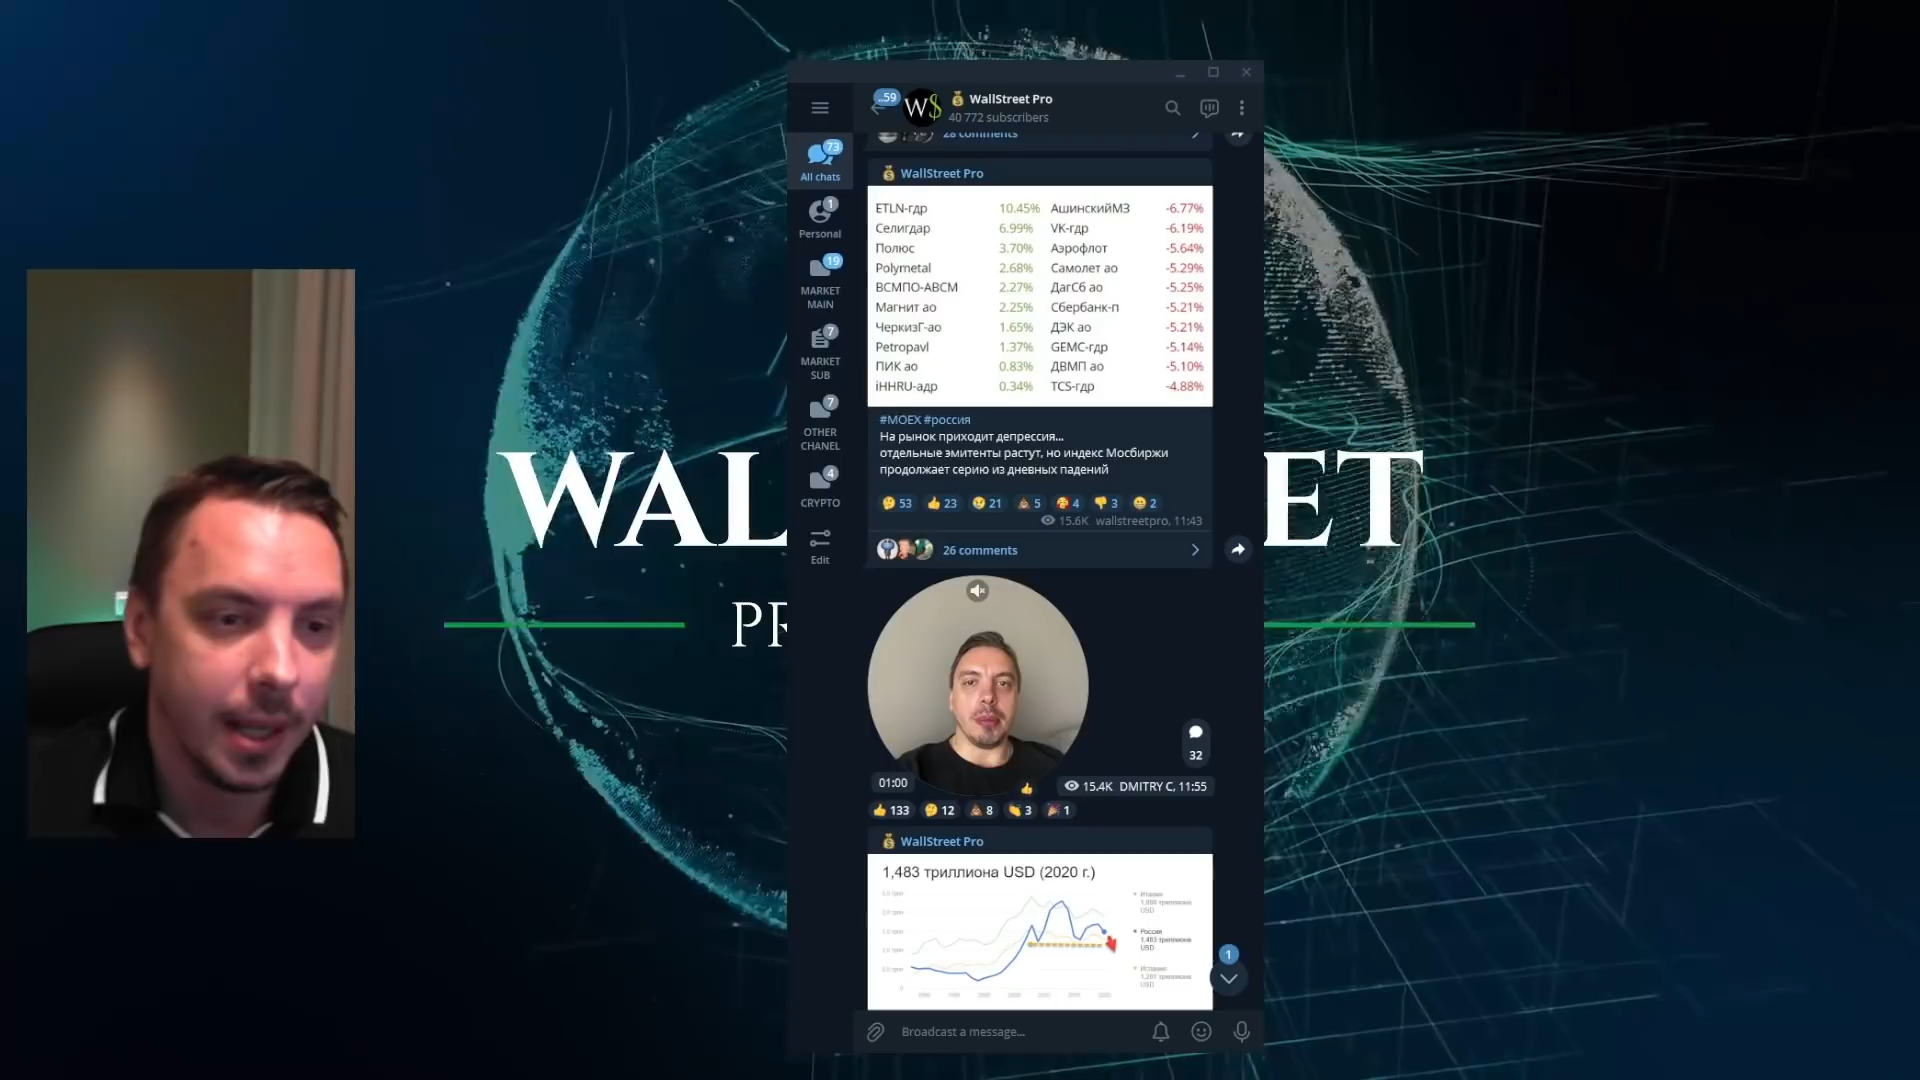 ..59
WallStreet Pro
40 772 subscribers
28 comments
73
All chats
1
Personal
19
MARKET
MAIN
7
MARKET
SUB
7
OTHER
CHANEL
4
CRYPTO
Edit
WallStreet Pro
ETLN-гдр 10.45% АшинскийМЗ -6.77%
Селигдар 6.99% VK-гдр -6.19%
Полюс 3.70% Аэрофлот -5.64%
Polymetal 2.68% Самолет ао -5.29%
ВСМПО-АВСМ 2.27% ДагСб ао -5.25%
Магнит ао 2.25% Сбербанк-п -5.21%
ЧеркизГ-ао 1.65% ДЭК ао -5.21%
Petropavl 1.37% GEMC-гдр -5.14%
ПИК ао 0.83% ДВМП ао -5.10%
iHHRU-адр 0.34% TCS-гдр -4.88%
#MOEX #россия
На рынок приходит депрессия...
отдельные эмитенты растут, но индекс Мосбиржи
продолжает серию из дневных падений
53 23 21 5 4 3 2
15.6K wallstreetpro, 11:43
26 comments
32
01:00
15.4K DMITRY C, 11:55
133 12 8 3 1
WallStreet Pro
1,483 триллиона USD (2020 г.)
Россия
1,483 триллиона
USD
1
Broadcast a message...
WAL
ET
W$